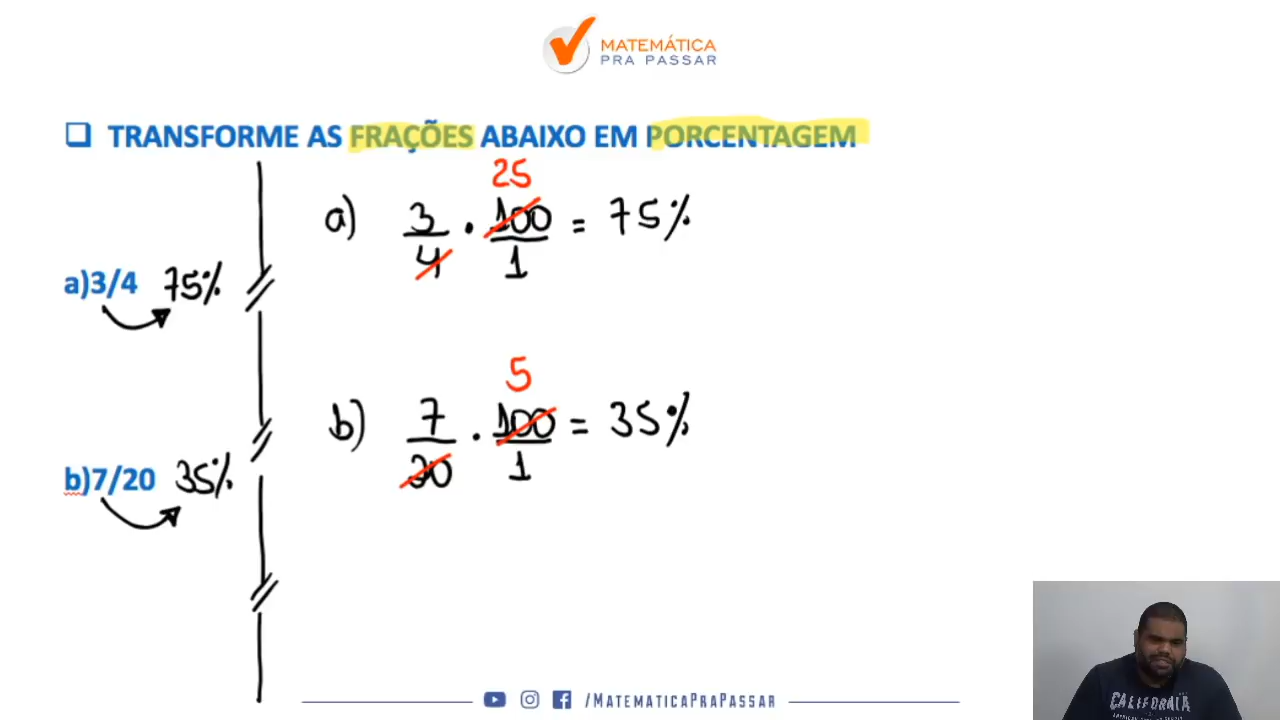 MATEMÁTICA
PRA PASSAR
❑ TRANSFORME AS FRAÇÕES ABAIXO EM PORCENTAGEM
a)3/4 75%
b)7/20 35%
25
a) 3/4 · 100/1 = 75%
5
b) 7/20 · 100/1 = 35%
/MATEMATICAPRAPASSAR
CALIFORNIA